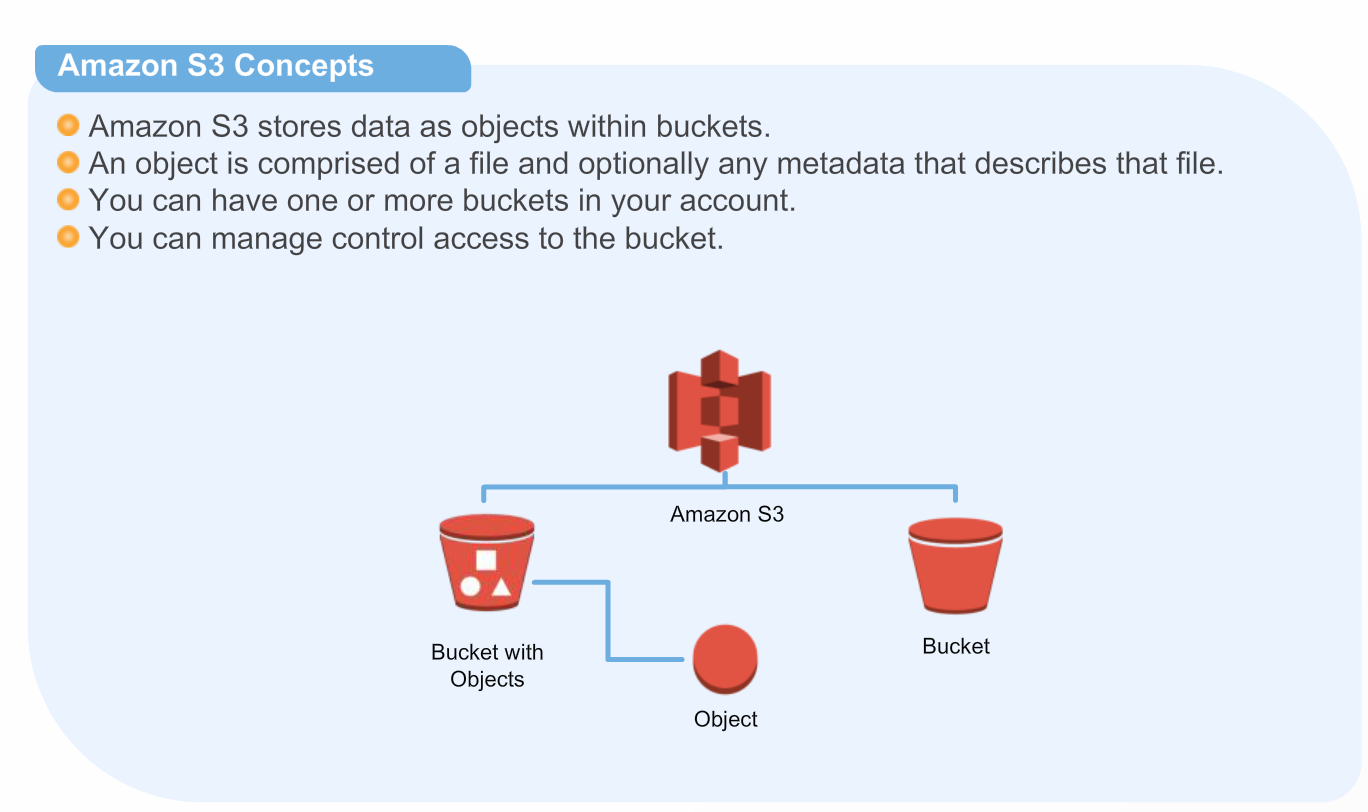 Amazon S3 Concepts
Amazon S3 stores data as objects within buckets.
An object is comprised of a file and optionally any metadata that describes that file.
You can have one or more buckets in your account.
You can manage control access to the bucket.
Amazon S3
Bucket with
Objects
Bucket
Object